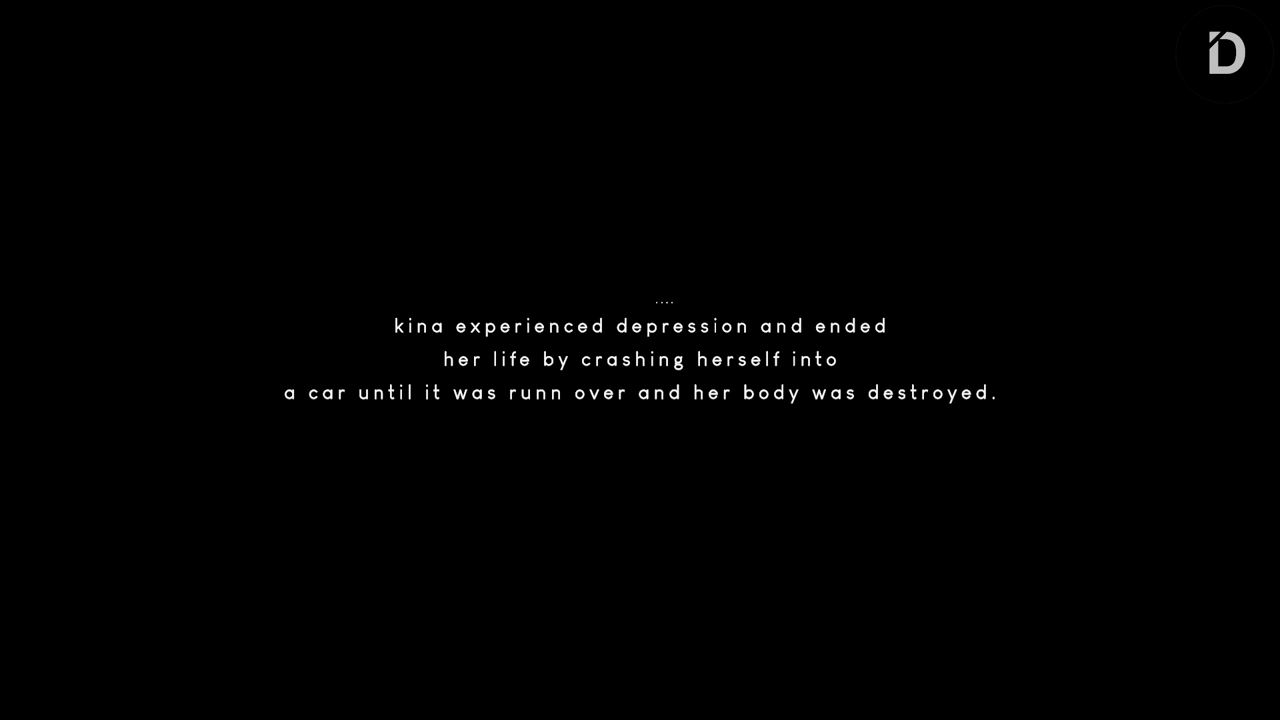 D
....
kina experienced depression and ended
her life by crashing herself into
a car until it was runn over and her body was destroyed.